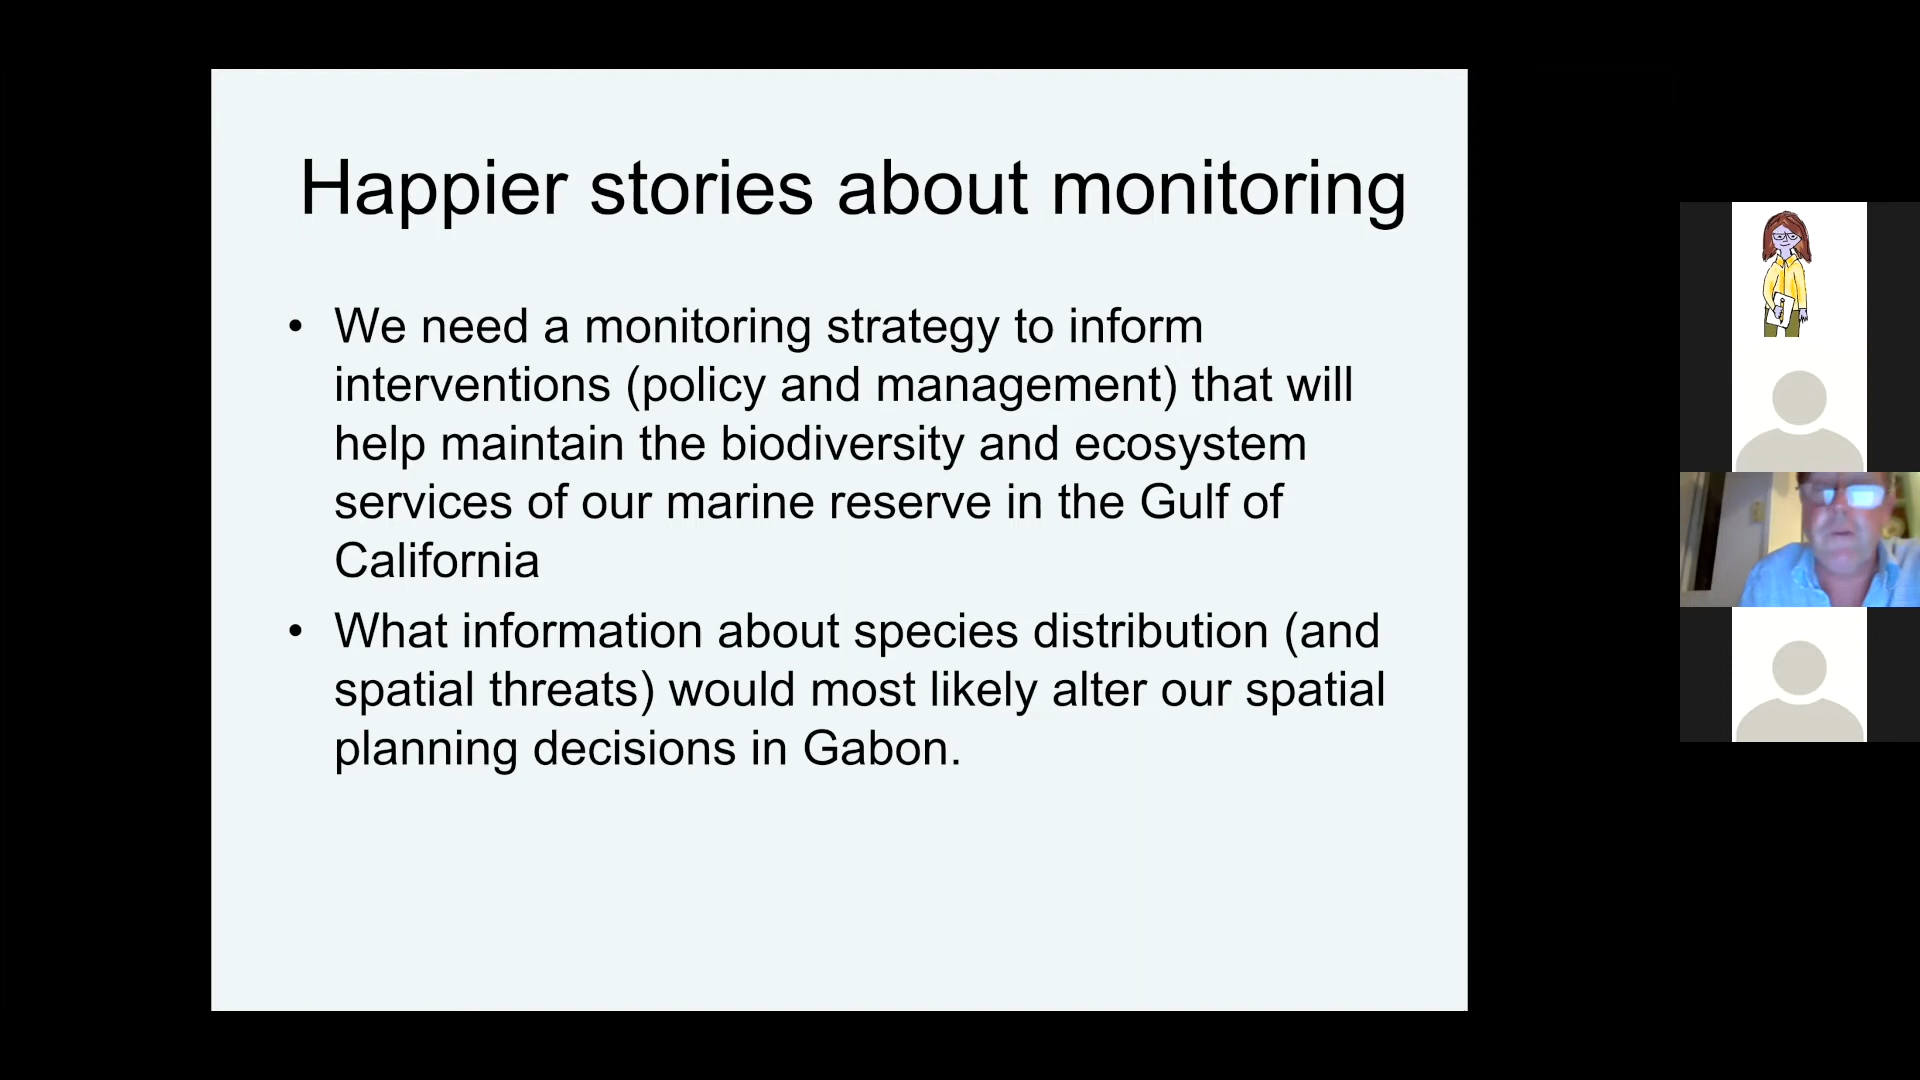 Happier stories about monitoring
• We need a monitoring strategy to inform
interventions (policy and management) that will
help maintain the biodiversity and ecosystem
services of our marine reserve in the Gulf of
California
• What information about species distribution (and
spatial threats) would most likely alter our spatial
planning decisions in Gabon.